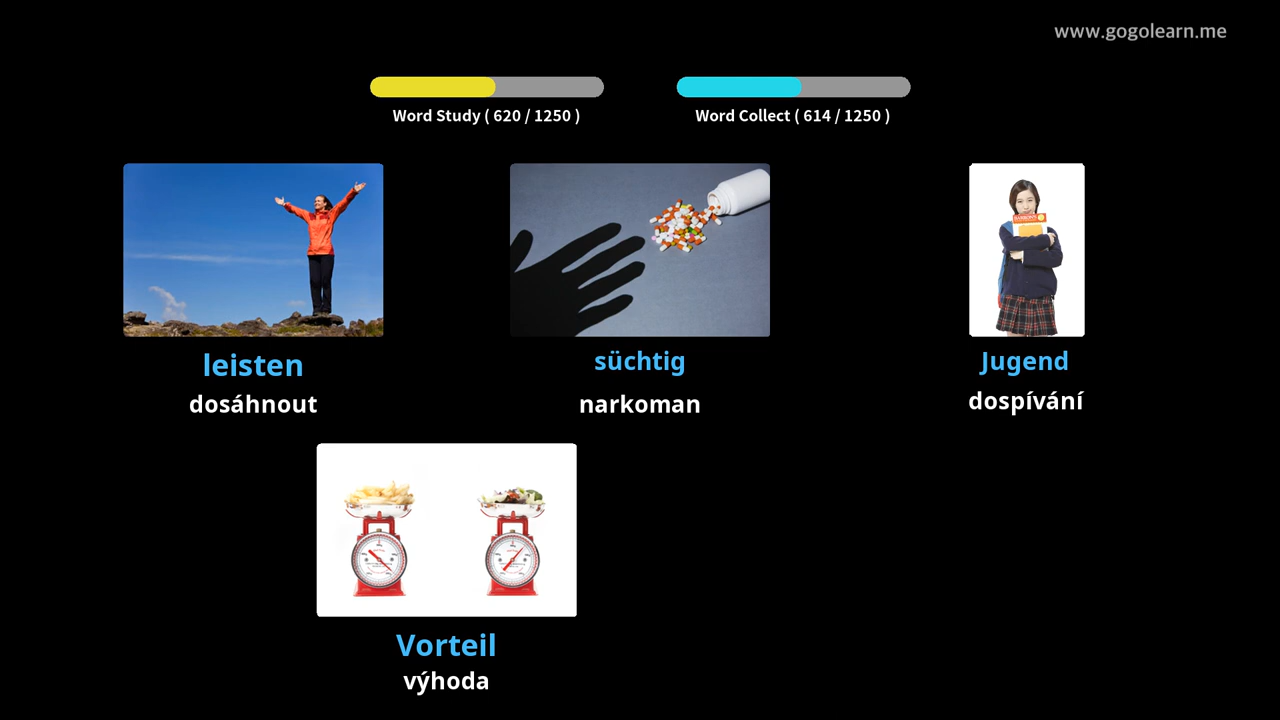 www.gogolearn.me
Word Study ( 620 / 1250 )
Word Collect ( 614 / 1250 )
leisten
dosáhnout
süchtig
narkoman
Jugend
dospívání
Vorteil
výhoda